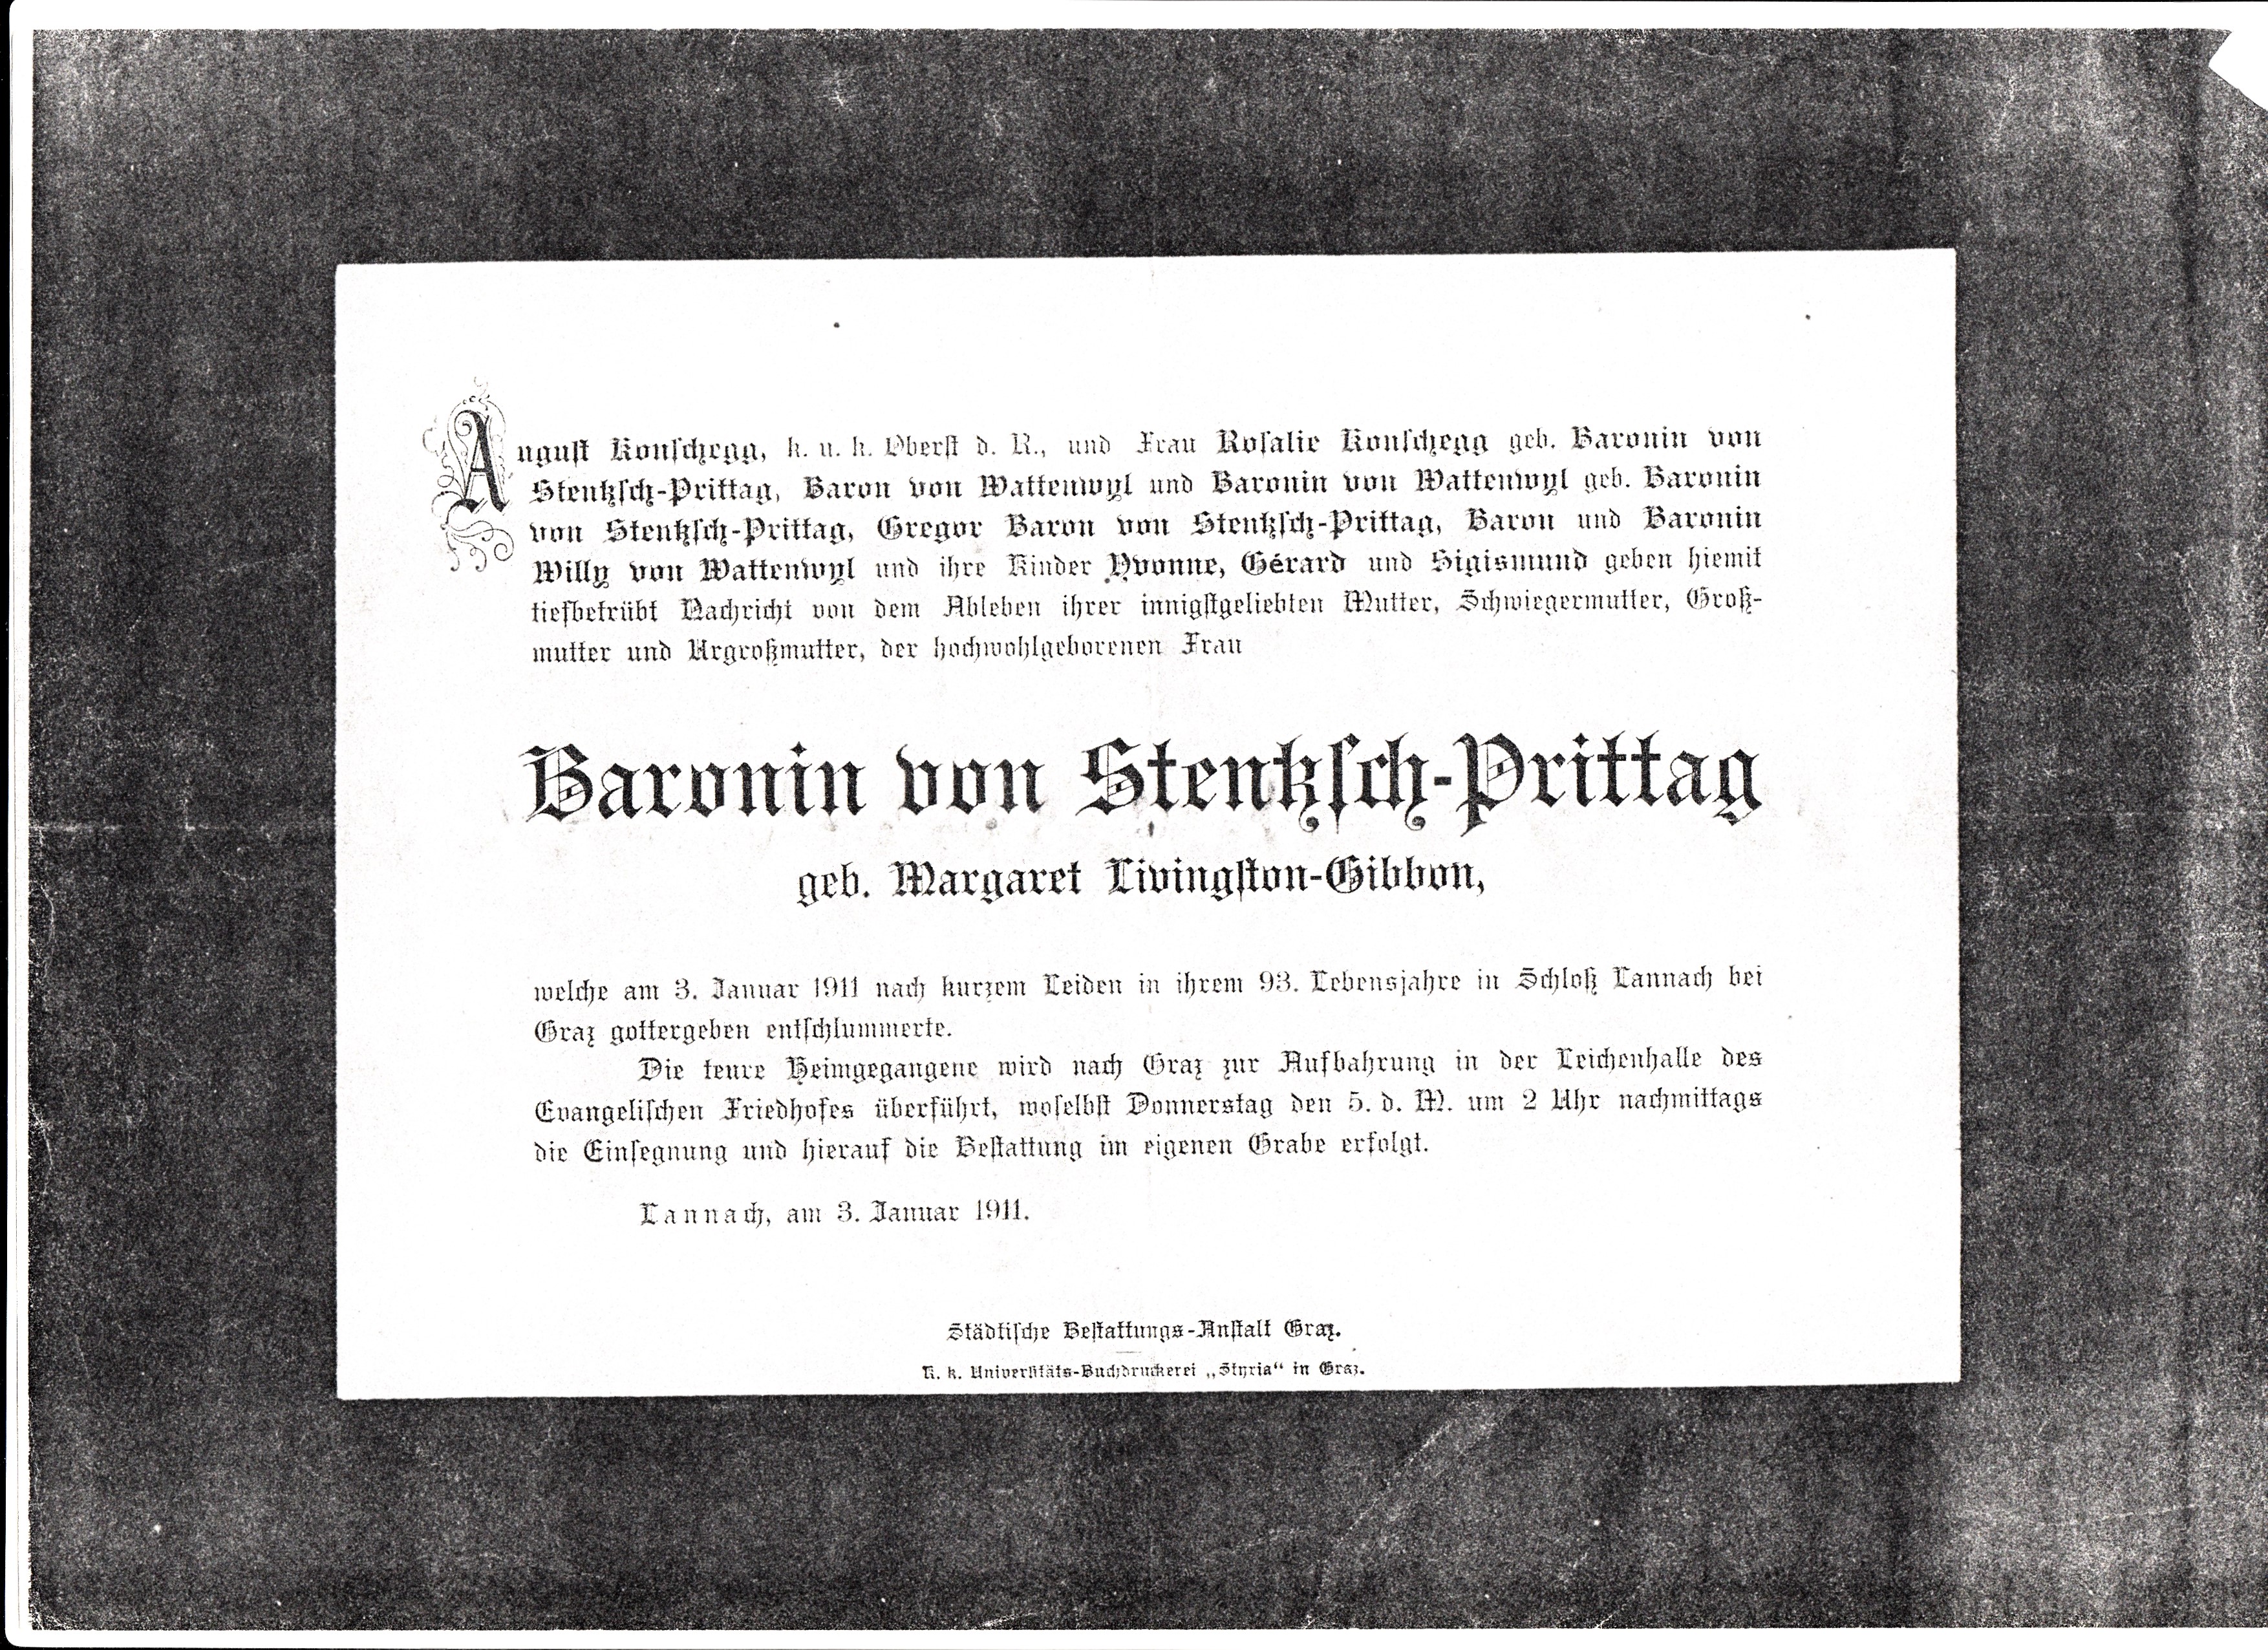 August Konschegg, k. u. k. Oberst d. R., und Frau Rosalie Konschegg geb. Baronin von
Stentzsch-Prittag, Baron von Wattenwyl und Baronin von Wattenwyl geb. Baronin
von Stentzsch-Prittag, Gregor Baron von Stentzsch-Prittag, Baron und Baronin
Willy von Wattenwyl und ihre Kinder Yvonne, Gérard und Sigismund geben hiemit
tiefbetrübt Nachricht von dem Ableben ihrer innigstgeliebten Mutter, Schwiegermutter, Groß-
mutter und Urgroßmutter, der hochwohlgeborenen Frau
Baronin von Stentzsch-Prittag
geb. Margaret Livingston-Gibbon,
welche am 3. Januar 1911 nach kurzem Leiden in ihrem 93. Lebensjahre in Schloß Lannach bei
Graz gottergeben entschlummerte.
Die teure Heimgegangene wird nach Graz zur Aufbahrung in der Leichenhalle des
Evangelischen Friedhofes überführt, woselbst Donnerstag den 5. d. M. um 2 Uhr nachmittags
die Einsegnung und hierauf die Bestattung im eigenen Grabe erfolgt.
Lannach, am 3. Januar 1911.
Städtische Bestattungs-Anstalt Graz.
K. k. Universitäts-Buchdruckerei „Styria“ in Graz.